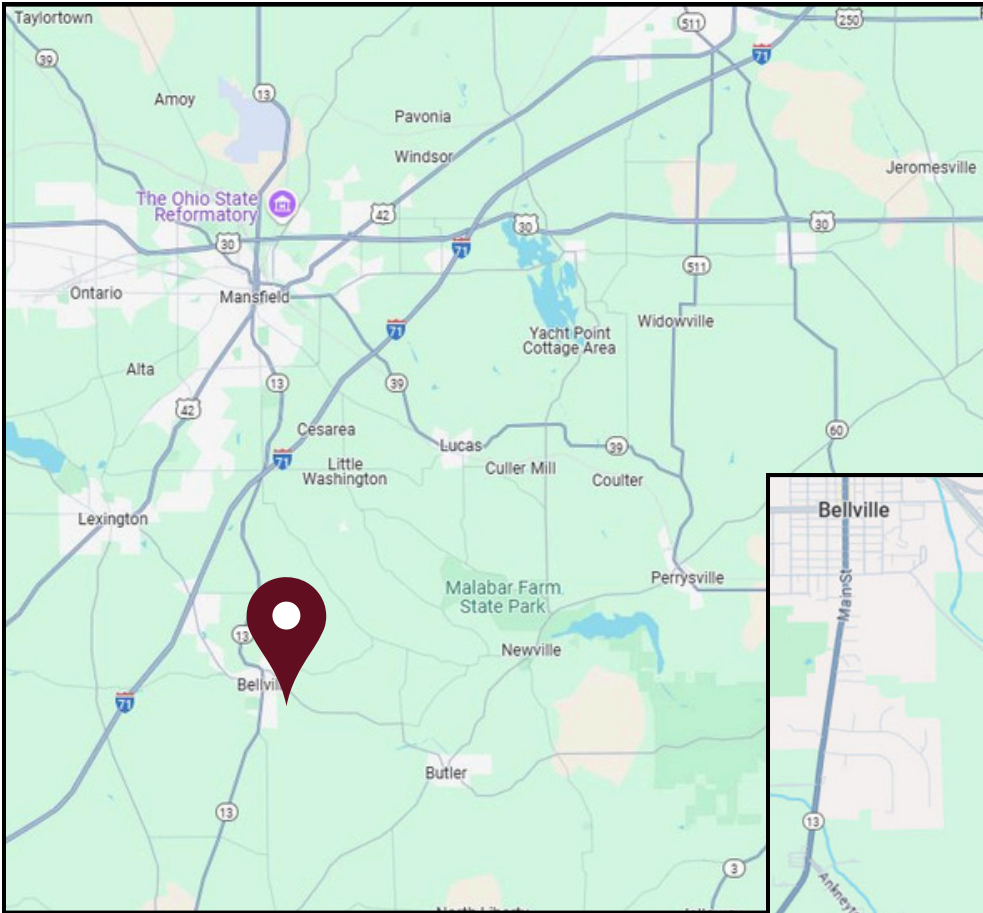 Taylortown
511
250
71
39
Amoy
13
Pavonia
Windsor
Jeromesville
The Ohio State
Reformatory
42
30
30
30
71
511
Ontario
Mansfield
71
Yacht Point
Cottage Area
Widowville
Alta
13
39
42
Cesarea
60
71
Little
Washington
Lucas
39
Culler Mill
Coulter
Lexington
Malabar Farm
State Park
Perrysville
13
Newville
71
Butler
13
3
Bellville
Main St
13